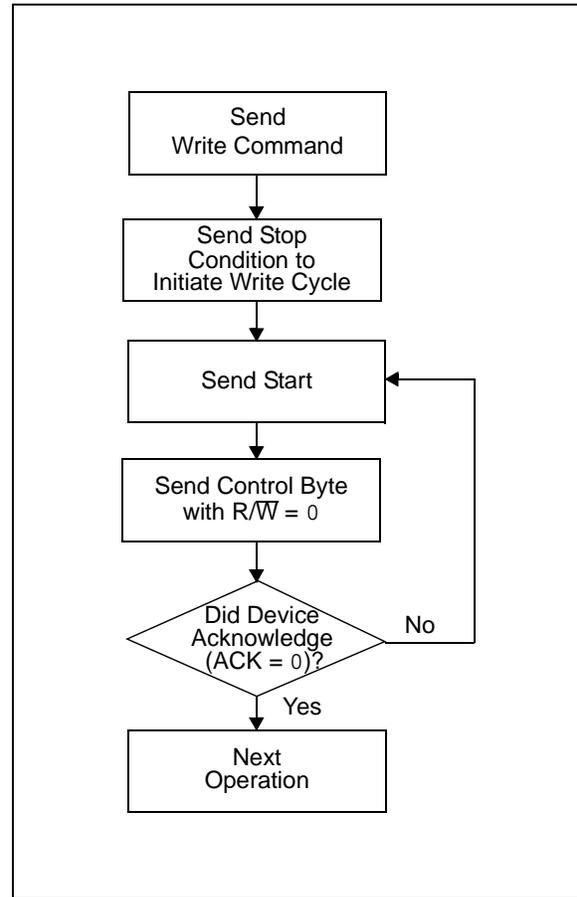 Send
Write Command
Send Stop
Condition to
Initiate Write Cycle
Send Start
Send Control Byte
with R/W̅ = 0
Did Device
Acknowledge
(ACK = 0)?
No
Yes
Next
Operation